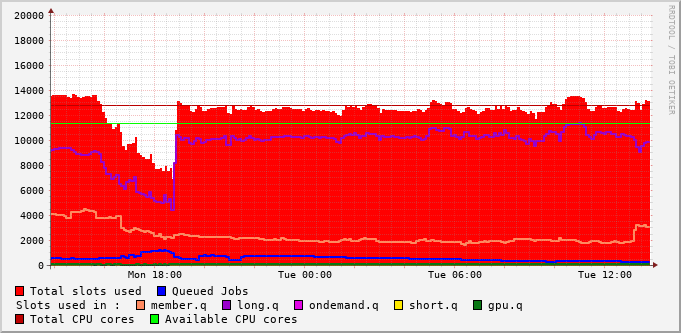 20000
18000
16000
14000
12000
10000
8000
6000
4000
2000
0
Mon 18:00 Tue 00:00 Tue 06:00 Tue 12:00
RRDTOOL / TOBI OETIKER
Total slots used Queued Jobs
Slots used in : member.q long.q ondemand.q short.q gpu.q
Total CPU cores Available CPU cores